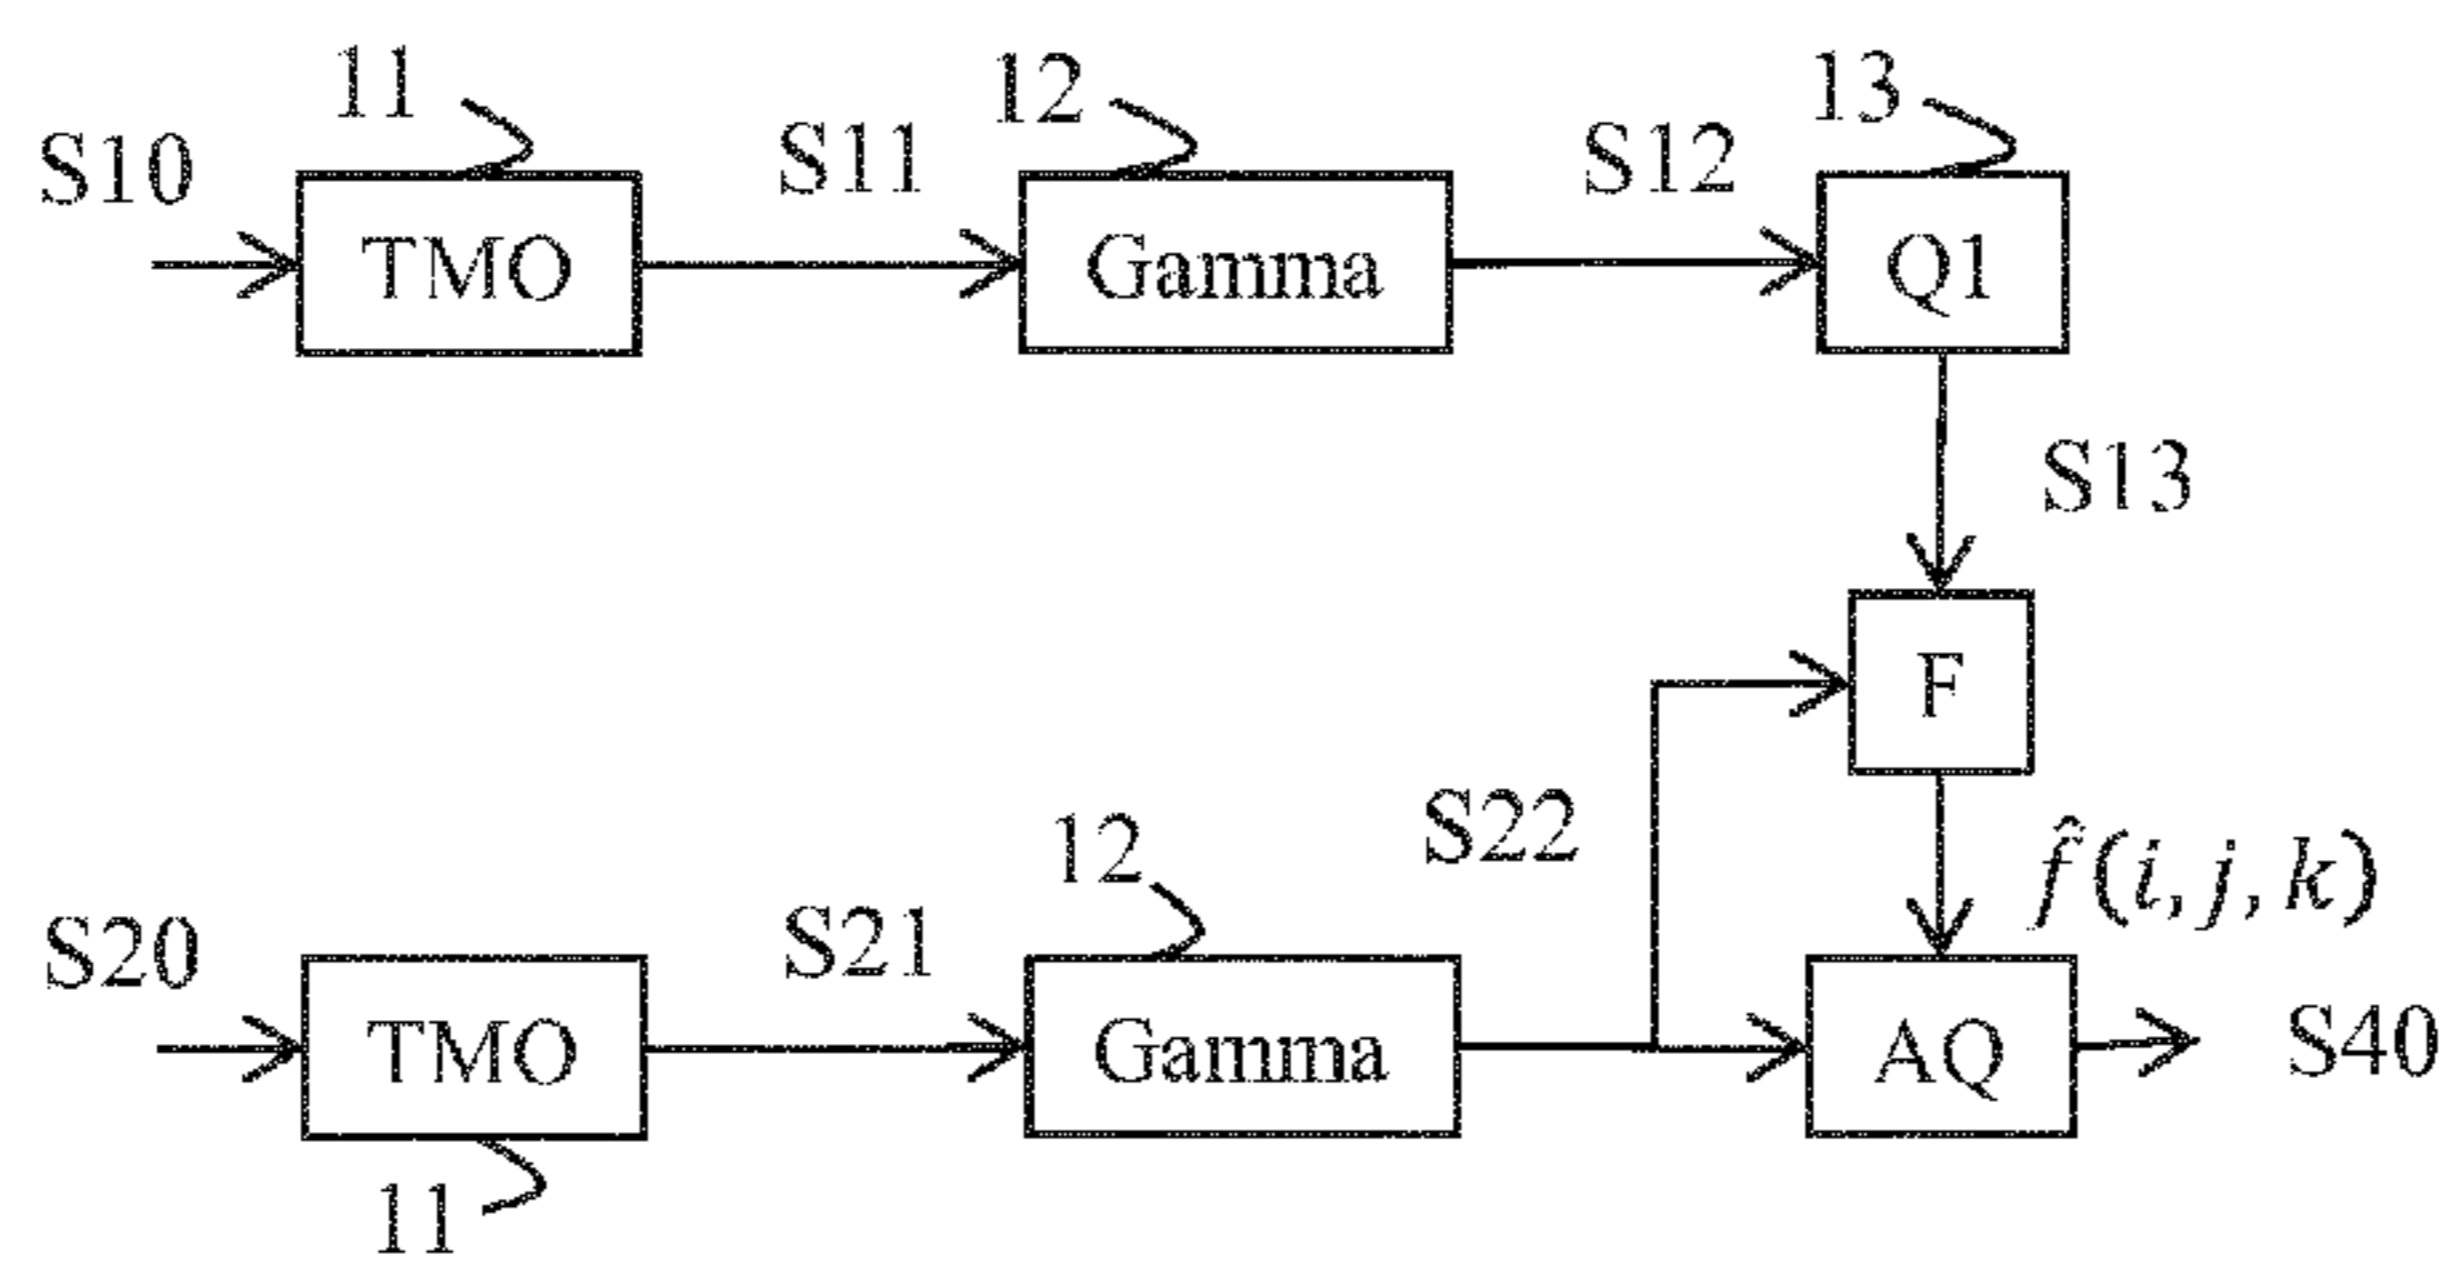 11
12
13
S10
S11
S12
TMO
Gamma
Q1
S13
F
S22
12
f̂(i, j, k)
S20
S21
TMO
Gamma
AQ
S40
11